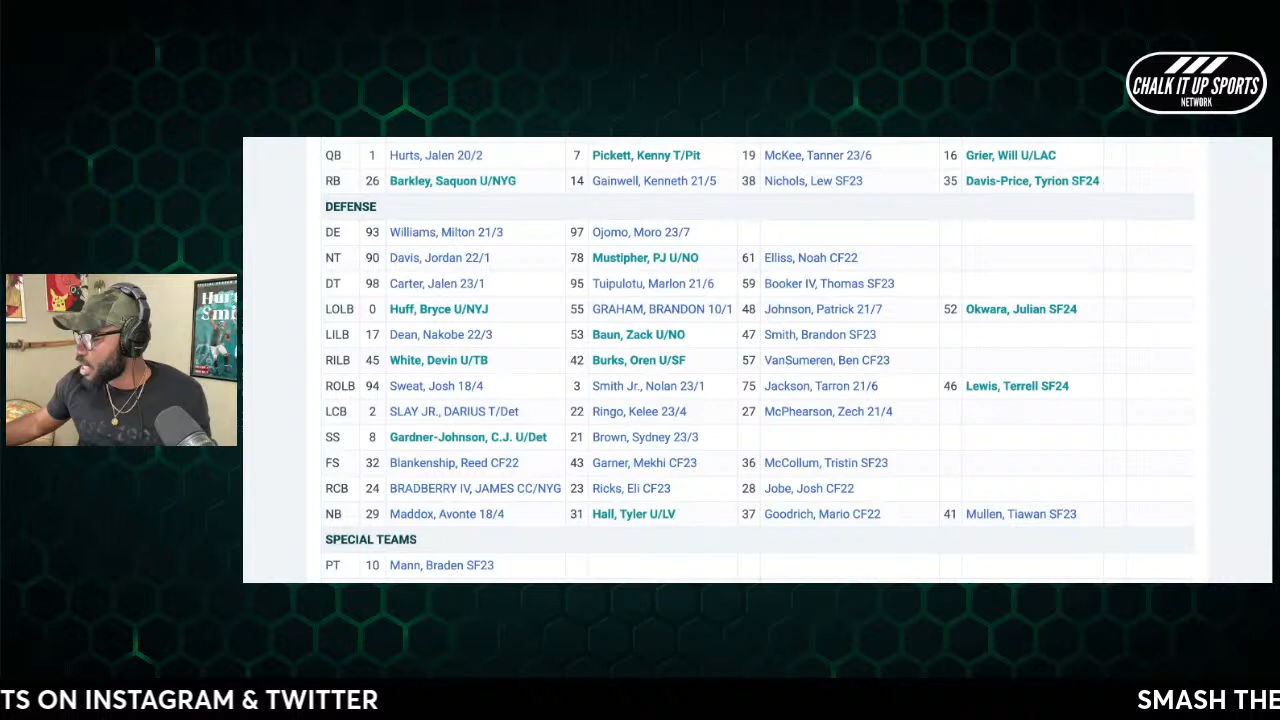 CHALK IT UP SPORTS
NETWORK
QB 1 Hurts, Jalen 20/2 7 Pickett, Kenny T/Pit 19 McKee, Tanner 23/6 16 Grier, Will U/LAC
RB 26 Barkley, Saquon U/NYG 14 Gainwell, Kenneth 21/5 38 Nichols, Lew SF23 35 Davis-Price, Tyrion SF24
DEFENSE
DE 93 Williams, Milton 21/3 97 Ojomo, Moro 23/7
NT 90 Davis, Jordan 22/1 78 Mustipher, PJ U/NO 61 Elliss, Noah CF22
DT 98 Carter, Jalen 23/1 95 Tuipulotu, Marlon 21/6 59 Booker IV, Thomas SF23
LOLB 0 Huff, Bryce U/NYJ 55 GRAHAM, BRANDON 10/1 48 Johnson, Patrick 21/7 52 Okwara, Julian SF24
LILB 17 Dean, Nakobe 22/3 53 Baun, Zack U/NO 47 Smith, Brandon SF23
RILB 45 White, Devin U/TB 42 Burks, Oren U/SF 57 VanSumeren, Ben CF23
ROLB 94 Sweat, Josh 18/4 3 Smith Jr., Nolan 23/1 75 Jackson, Tarron 21/6 46 Lewis, Terrell SF24
LCB 2 SLAY JR., DARIUS T/Det 22 Ringo, Kelee 23/4 27 McPhearson, Zech 21/4
SS 8 Gardner-Johnson, C.J. U/Det 21 Brown, Sydney 23/3
FS 32 Blankenship, Reed CF22 43 Garner, Mekhi CF23 36 McCollum, Tristin SF23
RCB 24 BRADBERRY IV, JAMES CC/NYG 23 Ricks, Eli CF23 28 Jobe, Josh CF22
NB 29 Maddox, Avonte 18/4 31 Hall, Tyler U/LV 37 Goodrich, Mario CF22 41 Mullen, Tiawan SF23
SPECIAL TEAMS
PT 10 Mann, Braden SF23
TS ON INSTAGRAM & TWITTER
SMASH THE